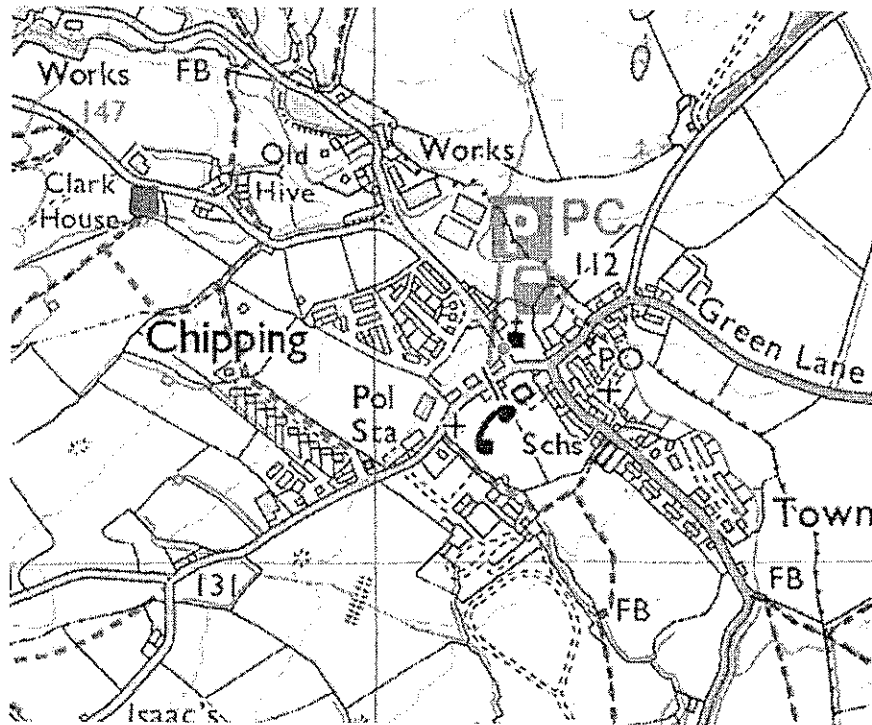 Works
FB
147
Old
Works
Clark
House
Hive
PC
112
Chipping
Green Lane
PO
Pol
Sta
Schs
Town
131
FB
FB
Isaac's